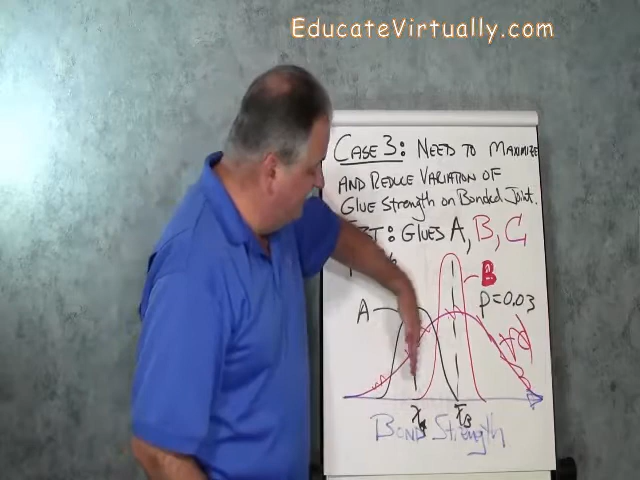 EducateVirtually.com
CASE 3: NEED TO MAXIMIZE
AND REDUCE VARIATION OF
GLUE STRENGTH ON BONDED JOINT.
: GLUES A, B, C
B
A
P=0.03
X̄B
BOND STRENGTH